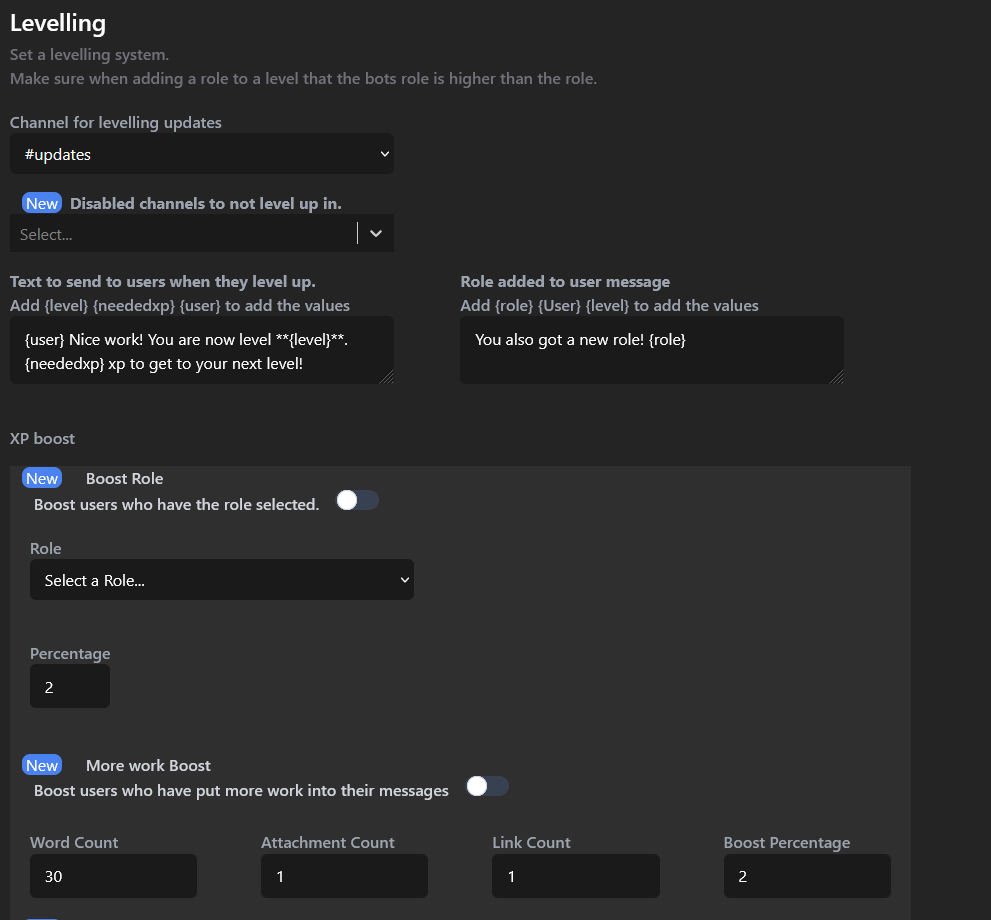 Levelling
Set a levelling system.
Make sure when adding a role to a level that the bots role is higher than the role.
Channel for levelling updates
#updates
New Disabled channels to not level up in.
Select...
Text to send to users when they level up.
Add {level} {neededxp} {user} to add the values
{user} Nice work! You are now level **{level}**.
{neededxp} xp to get to your next level!
Role added to user message
Add {role} {User} {level} to add the values
You also got a new role! {role}
XP boost
New Boost Role
Boost users who have the role selected.
Role
Select a Role...
Percentage
2
New More work Boost
Boost users who have put more work into their messages
Word Count Attachment Count Link Count Boost Percentage
30 1 1 2